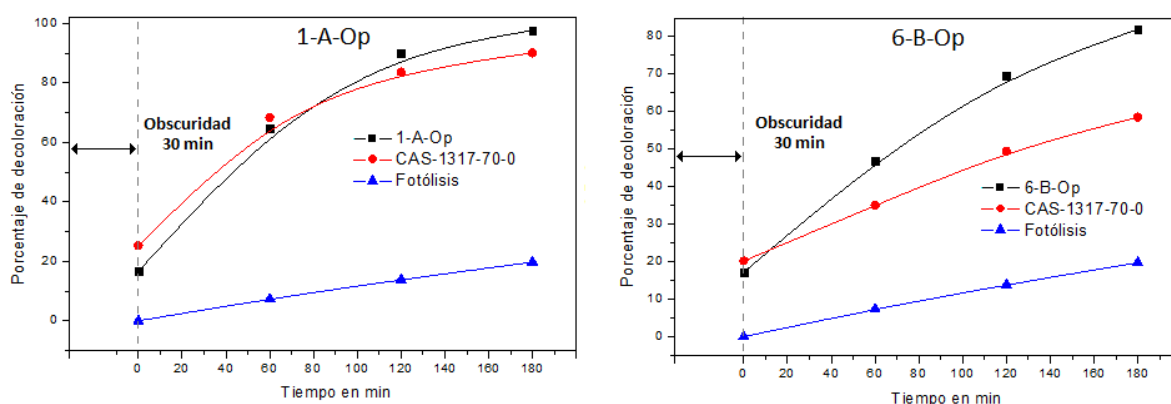 1-A-Op
Porcentaje de decoloración
100
80
60
40
20
0
Obscuridad
30 min
1-A-Op
CAS-1317-70-0
Fotólisis
0 20 40 60 80 100 120 140 160 180
Tiempo en min
6-B-Op
Porcentaje de decoloración
80
70
60
50
40
30
20
10
0
Obscuridad
30 min
6-B-Op
CAS-1317-70-0
Fotólisis
0 20 40 60 80 100 120 140 160 180
Tiempo en min